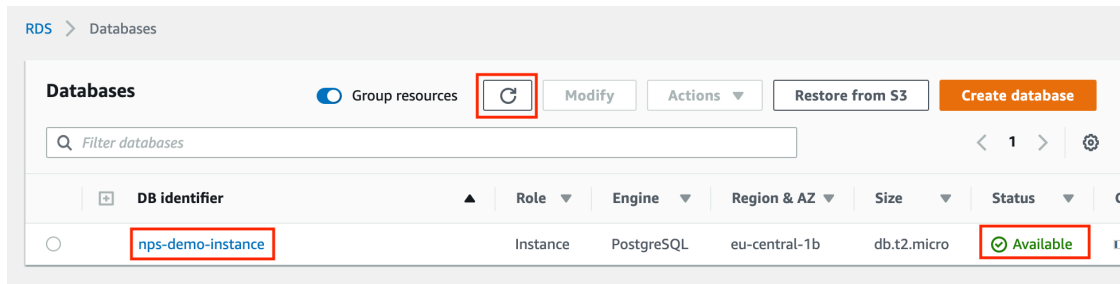 RDS > Databases
Databases Group resources Modify Actions Restore from S3 Create database
Filter databases < 1 >
DB identifier Role Engine Region & AZ Size Status
nps-demo-instance Instance PostgreSQL eu-central-1b db.t2.micro Available